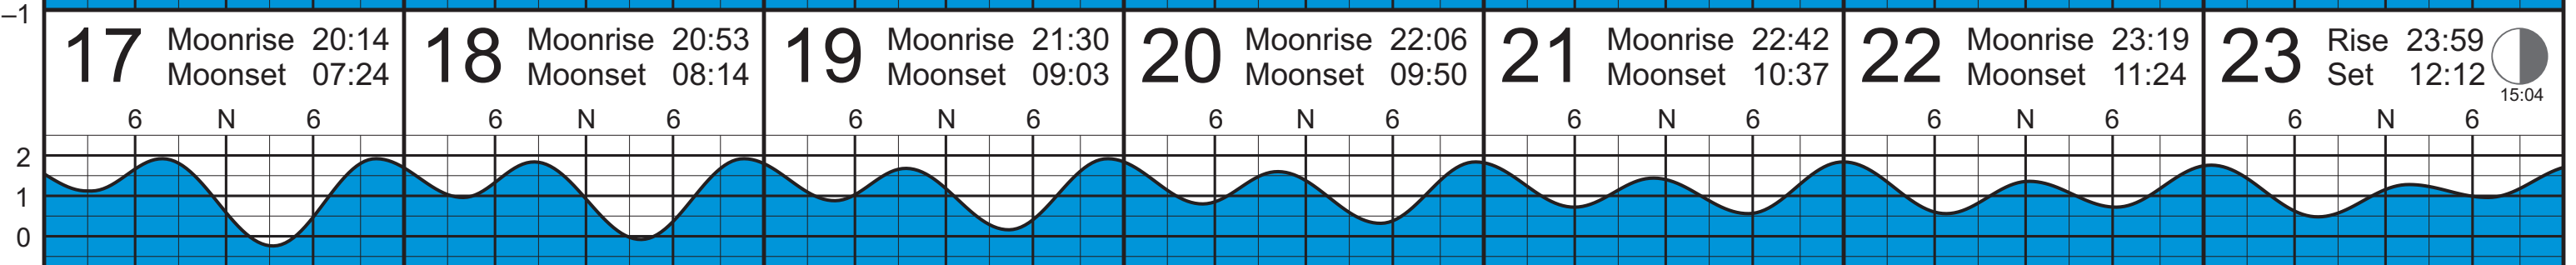 –1
17 Moonrise 20:14
Moonset 07:24
18 Moonrise 20:53
Moonset 08:14
19 Moonrise 21:30
Moonset 09:03
20 Moonrise 22:06
Moonset 09:50
21 Moonrise 22:42
Moonset 10:37
22 Moonrise 23:19
Moonset 11:24
23 Rise 23:59
Set 12:12
15:04
6 N 6 6 N 6 6 N 6 6 N 6 6 N 6 6 N 6 6 N 6
2
1
0